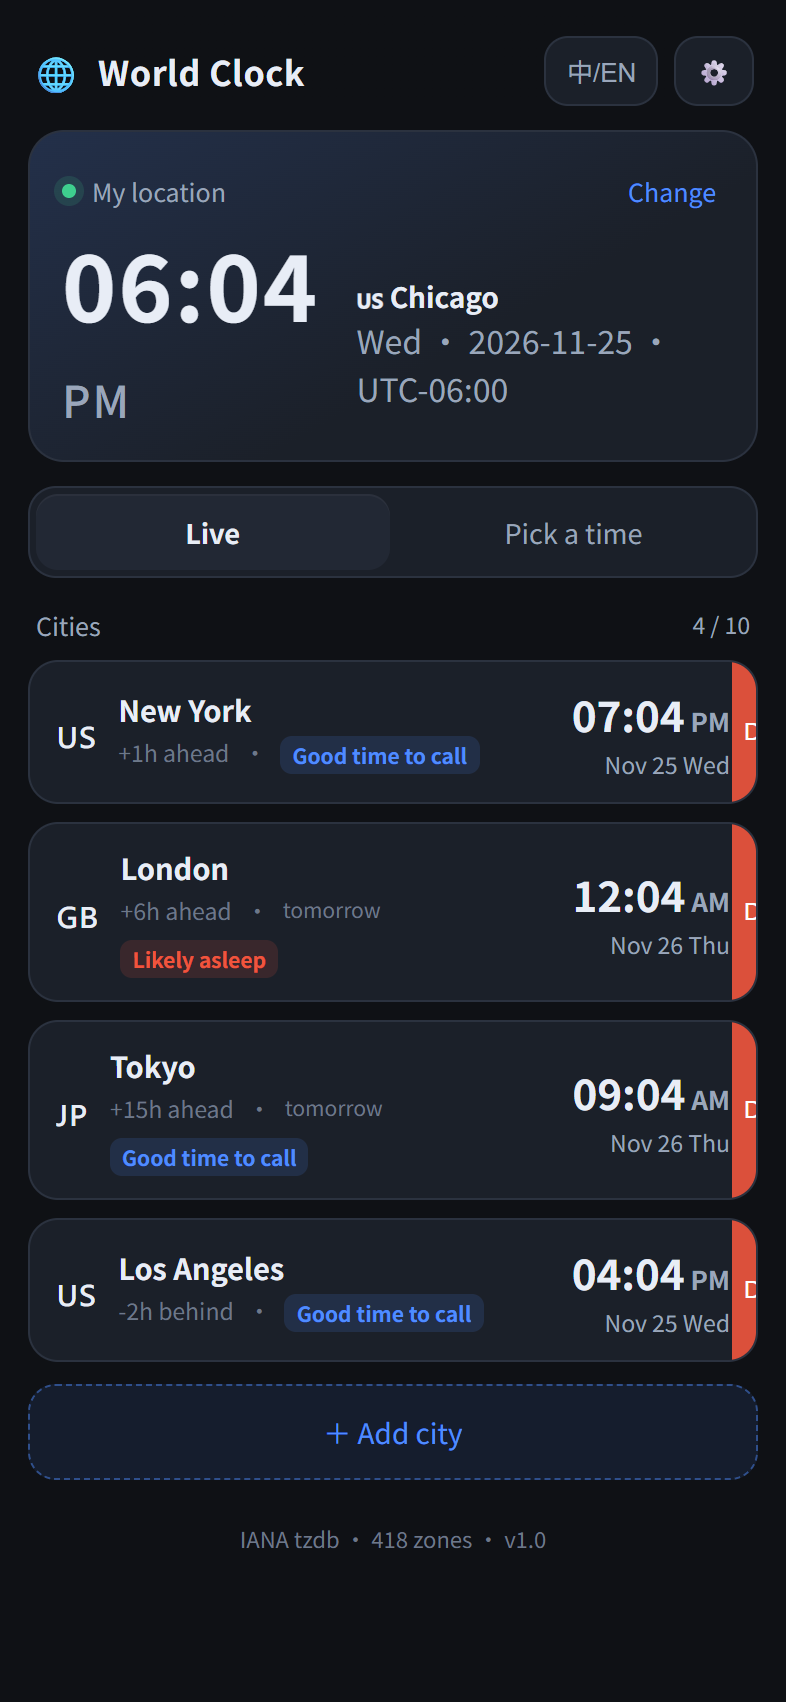 World Clock
中/EN
My location
Change
06:04
PM
US Chicago
Wed • 2026-11-25 •
UTC-06:00
Live
Pick a time
Cities
4 / 10
US
New York
+1h ahead • Good time to call
07:04 PM
Nov 25 Wed
GB
London
+6h ahead • tomorrow
Likely asleep
12:04 AM
Nov 26 Thu
JP
Tokyo
+15h ahead • tomorrow
Good time to call
09:04 AM
Nov 26 Thu
US
Los Angeles
-2h behind • Good time to call
04:04 PM
Nov 25 Wed
+ Add city
IANA tzdb • 418 zones • v1.0